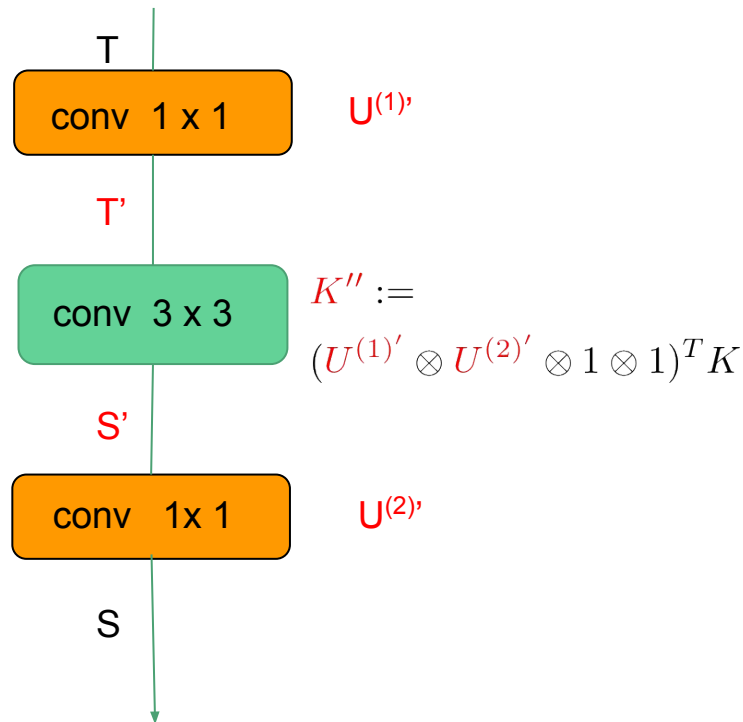 T
conv 1 x 1
U⁽¹⁾’
T’
conv 3 x 3
K'' :=
(U⁽¹⁾' ⊗ U⁽²⁾' ⊗ 1 ⊗ 1)ᵀK
S’
conv 1x 1
U⁽²⁾’
S